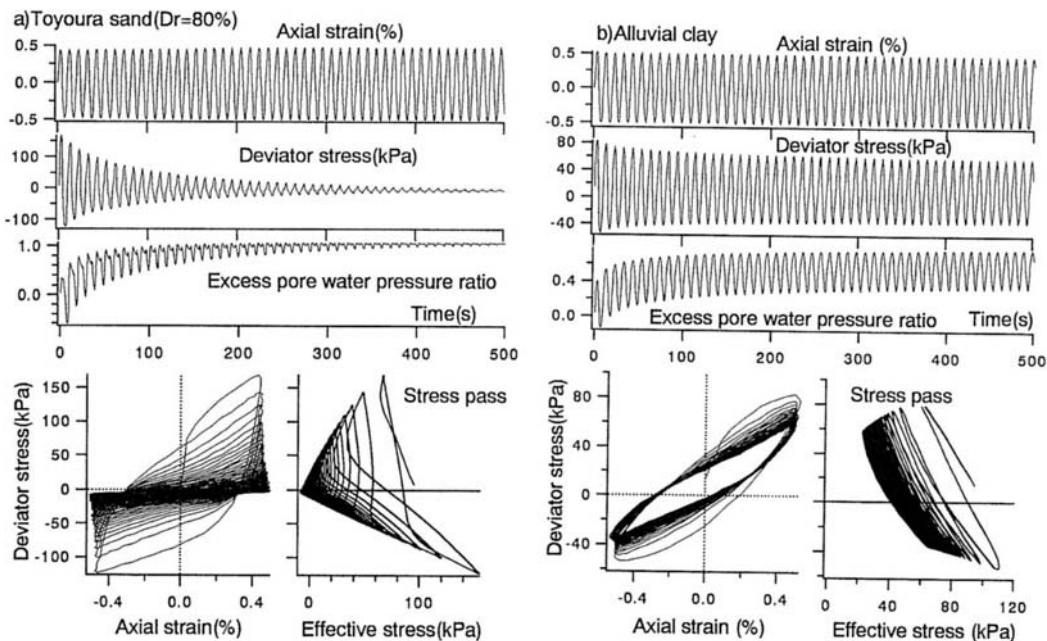 a)Toyoura sand(Dr=80%)
Axial strain(%)
0.5
0.0
-0.5
Deviator stress(kPa)
100
0
-100
1.0
0.0
Excess pore water pressure ratio
Time(s)
0 100 200 300 400 500
Deviator stress(kPa)
150
100
50
0
-50
-100
-0.4 0.0 0.4
Axial strain(%)
Stress pass
0 100
Effective stress(kPa)
b)Alluvial clay
Axial strain (%)
0.5
0.0
-0.5
Deviator stress(kPa)
80
40
0
-40
0.4
0.0
Excess pore water pressure ratio Time(s)
0 100 200 300 400 500
Deviator stress(kPa)
80
40
0
-40
-0.4 0.0 0.4
Axial strain (%)
Stress pass
0 40 80 120
Effective stress (kPa)